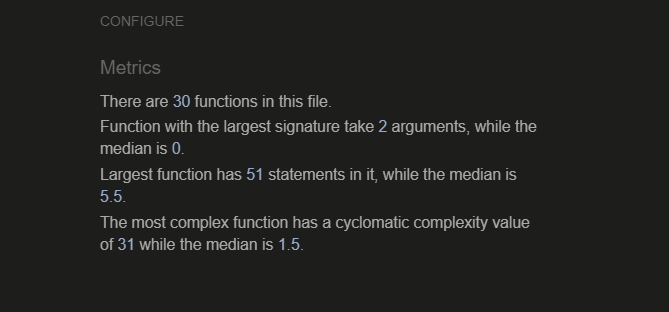 CONFIGURE
Metrics
There are 30 functions in this file.
Function with the largest signature take 2 arguments, while the
median is 0.
Largest function has 51 statements in it, while the median is
5.5.
The most complex function has a cyclomatic complexity value
of 31 while the median is 1.5.